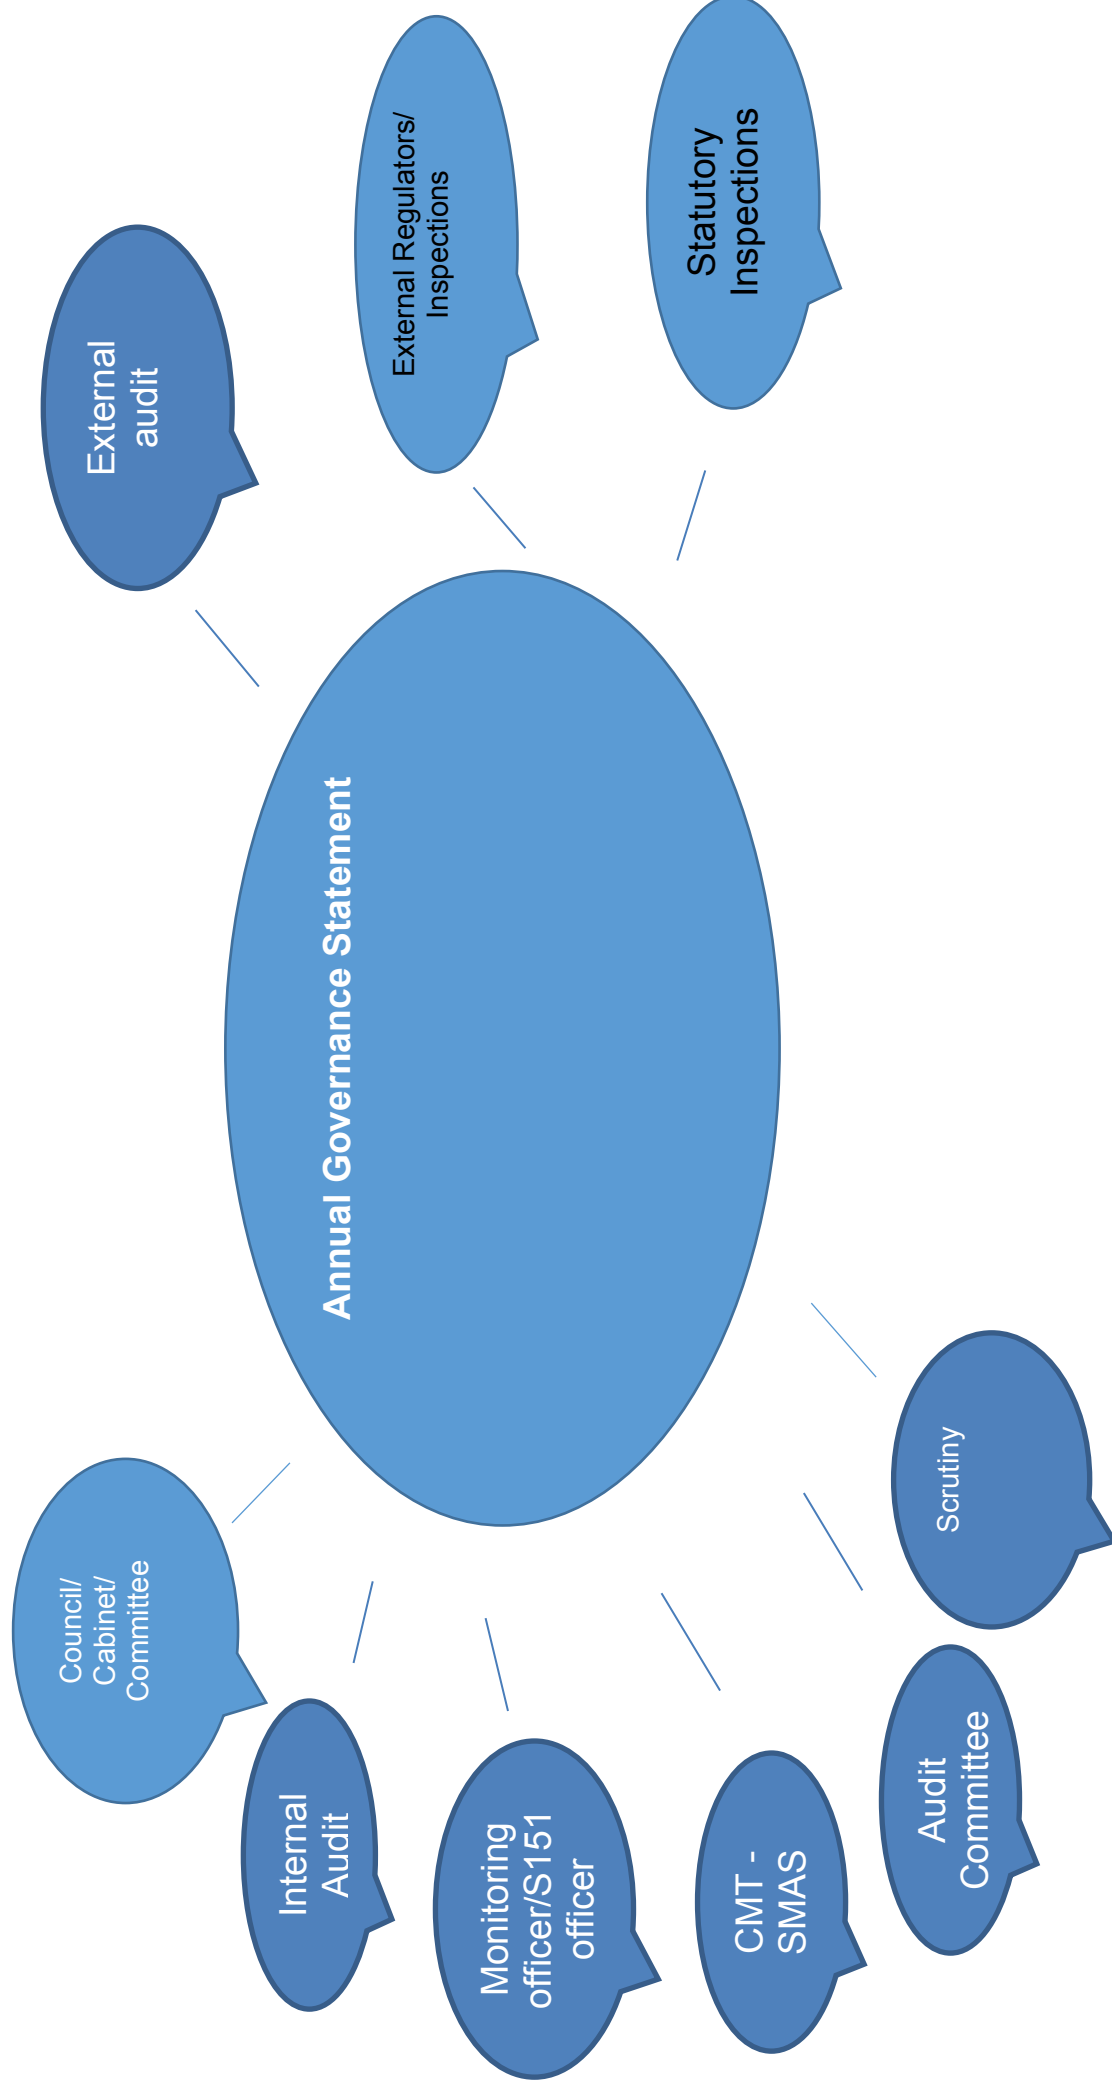 Council/
Cabinet/
Committee
External
audit
Internal
Audit
Annual Governance Statement
External Regulators/
Inspections
Monitoring
officer/S151
officer
Statutory
Inspections
CMT -
SMAS
Audit
Committee
Scrutiny